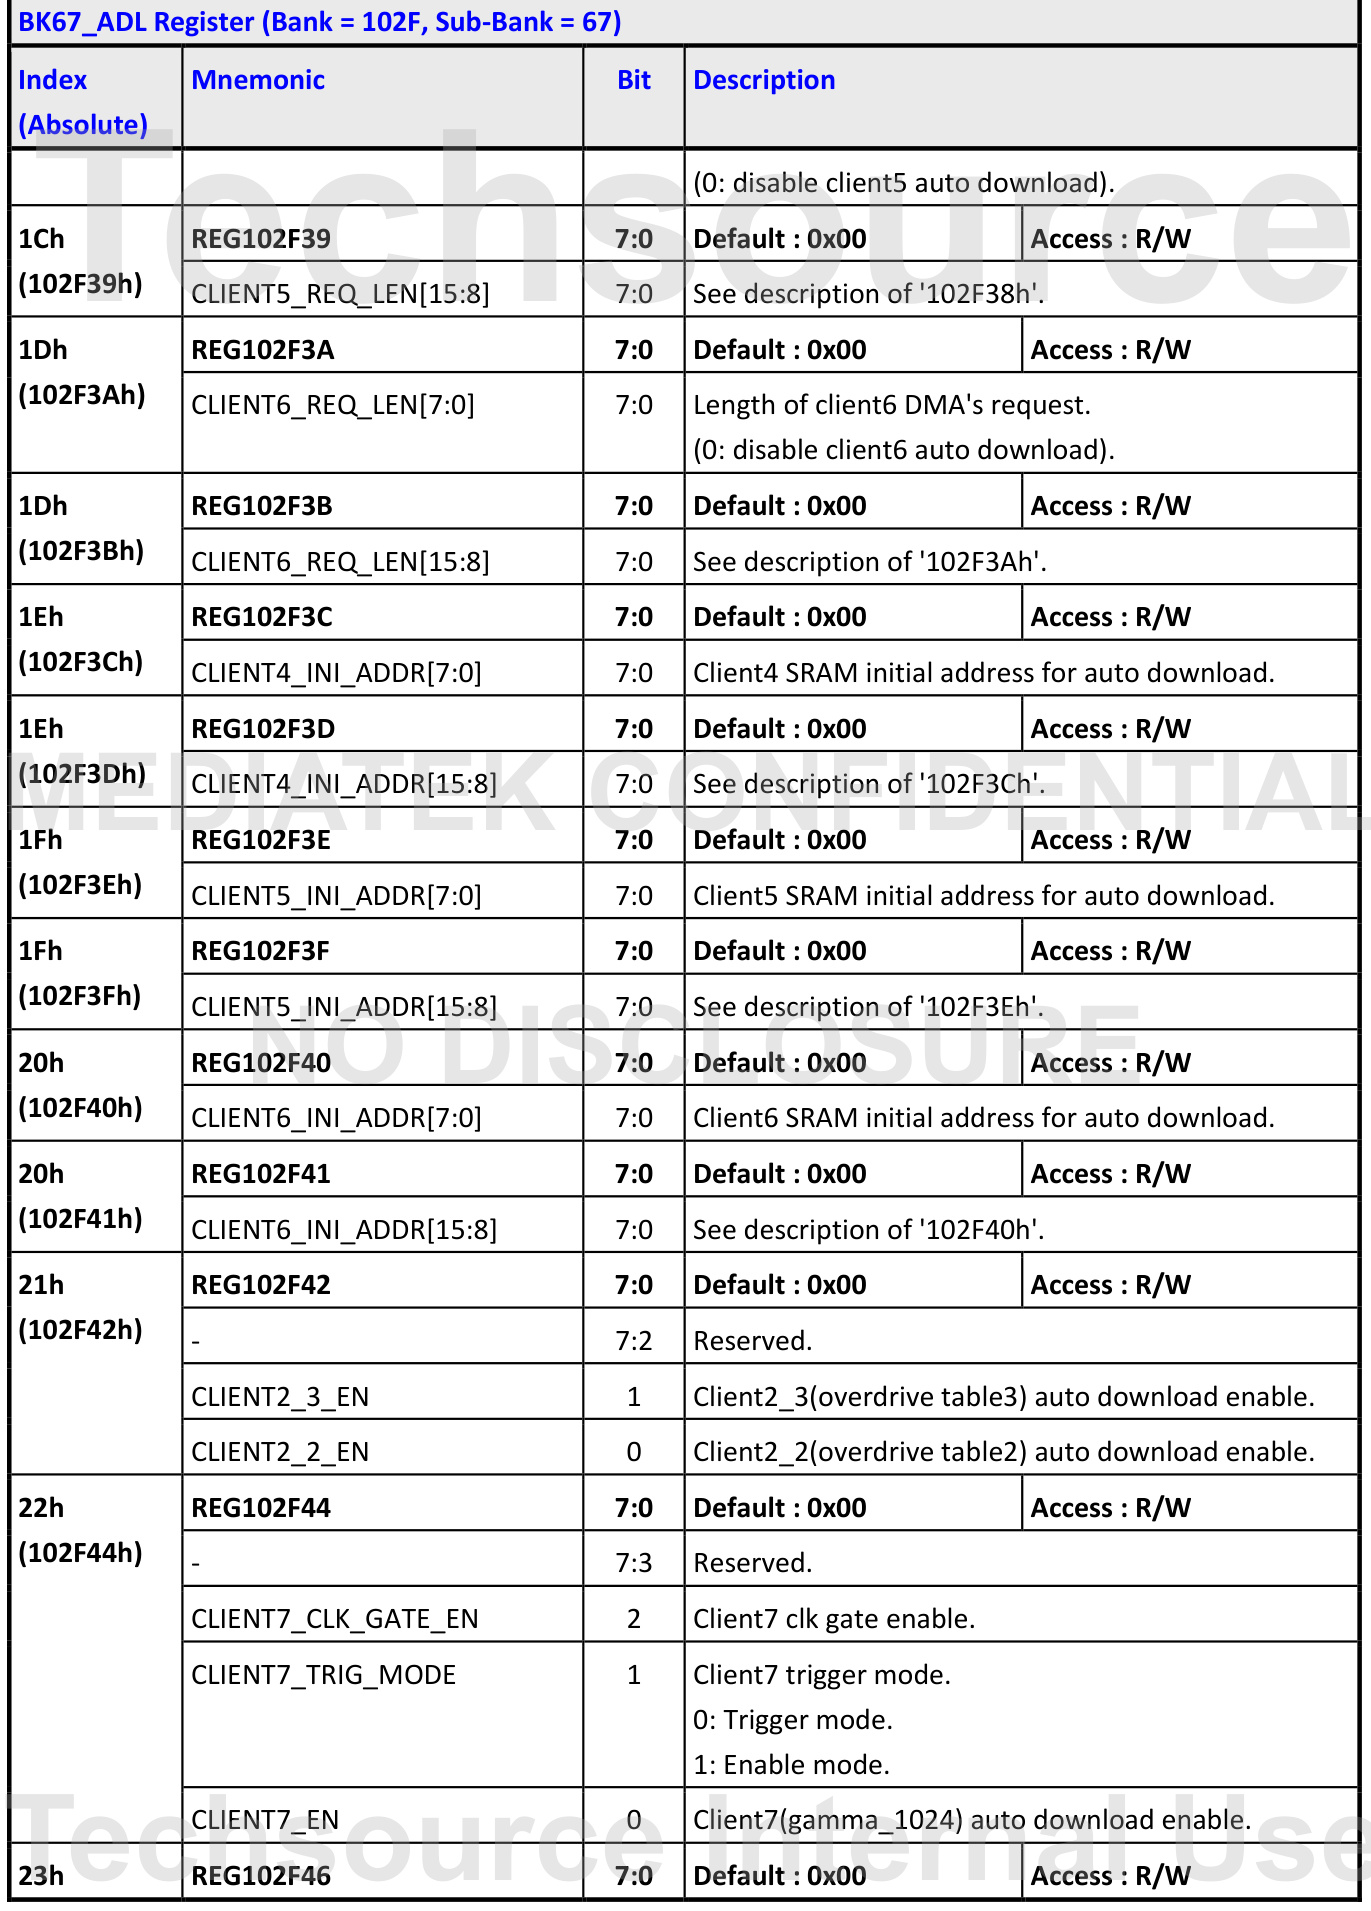 BK67_ADL Register (Bank = 102F, Sub-Bank = 67)
Index (Absolute) Mnemonic Bit Description
(0: disable client5 auto download).
1Ch (102F39h) REG102F39 7:0 Default : 0x00 Access : R/W
CLIENT5_REQ_LEN[15:8] 7:0 See description of '102F38h'.
1Dh (102F3Ah) REG102F3A 7:0 Default : 0x00 Access : R/W
CLIENT6_REQ_LEN[7:0] 7:0 Length of client6 DMA's request.
(0: disable client6 auto download).
1Dh (102F3Bh) REG102F3B 7:0 Default : 0x00 Access : R/W
CLIENT6_REQ_LEN[15:8] 7:0 See description of '102F3Ah'.
1Eh (102F3Ch) REG102F3C 7:0 Default : 0x00 Access : R/W
CLIENT4_INI_ADDR[7:0] 7:0 Client4 SRAM initial address for auto download.
1Eh (102F3Dh) REG102F3D 7:0 Default : 0x00 Access : R/W
CLIENT4_INI_ADDR[15:8] 7:0 See description of '102F3Ch'.
1Fh (102F3Eh) REG102F3E 7:0 Default : 0x00 Access : R/W
CLIENT5_INI_ADDR[7:0] 7:0 Client5 SRAM initial address for auto download.
1Fh (102F3Fh) REG102F3F 7:0 Default : 0x00 Access : R/W
CLIENT5_INI_ADDR[15:8] 7:0 See description of '102F3Eh'.
20h (102F40h) REG102F40 7:0 Default : 0x00 Access : R/W
CLIENT6_INI_ADDR[7:0] 7:0 Client6 SRAM initial address for auto download.
20h (102F41h) REG102F41 7:0 Default : 0x00 Access : R/W
CLIENT6_INI_ADDR[15:8] 7:0 See description of '102F40h'.
21h (102F42h) REG102F42 7:0 Default : 0x00 Access : R/W
- 7:2 Reserved.
CLIENT2_3_EN 1 Client2_3(overdrive table3) auto download enable.
CLIENT2_2_EN 0 Client2_2(overdrive table2) auto download enable.
22h (102F44h) REG102F44 7:0 Default : 0x00 Access : R/W
- 7:3 Reserved.
CLIENT7_CLK_GATE_EN 2 Client7 clk gate enable.
CLIENT7_TRIG_MODE 1 Client7 trigger mode.
0: Trigger mode.
1: Enable mode.
CLIENT7_EN 0 Client7(gamma_1024) auto download enable.
23h REG102F46 7:0 Default : 0x00 Access : R/W
Techsource
MEDIATEK CONFIDENTIAL
NO DISCLOSURE
Techsource Internal Use